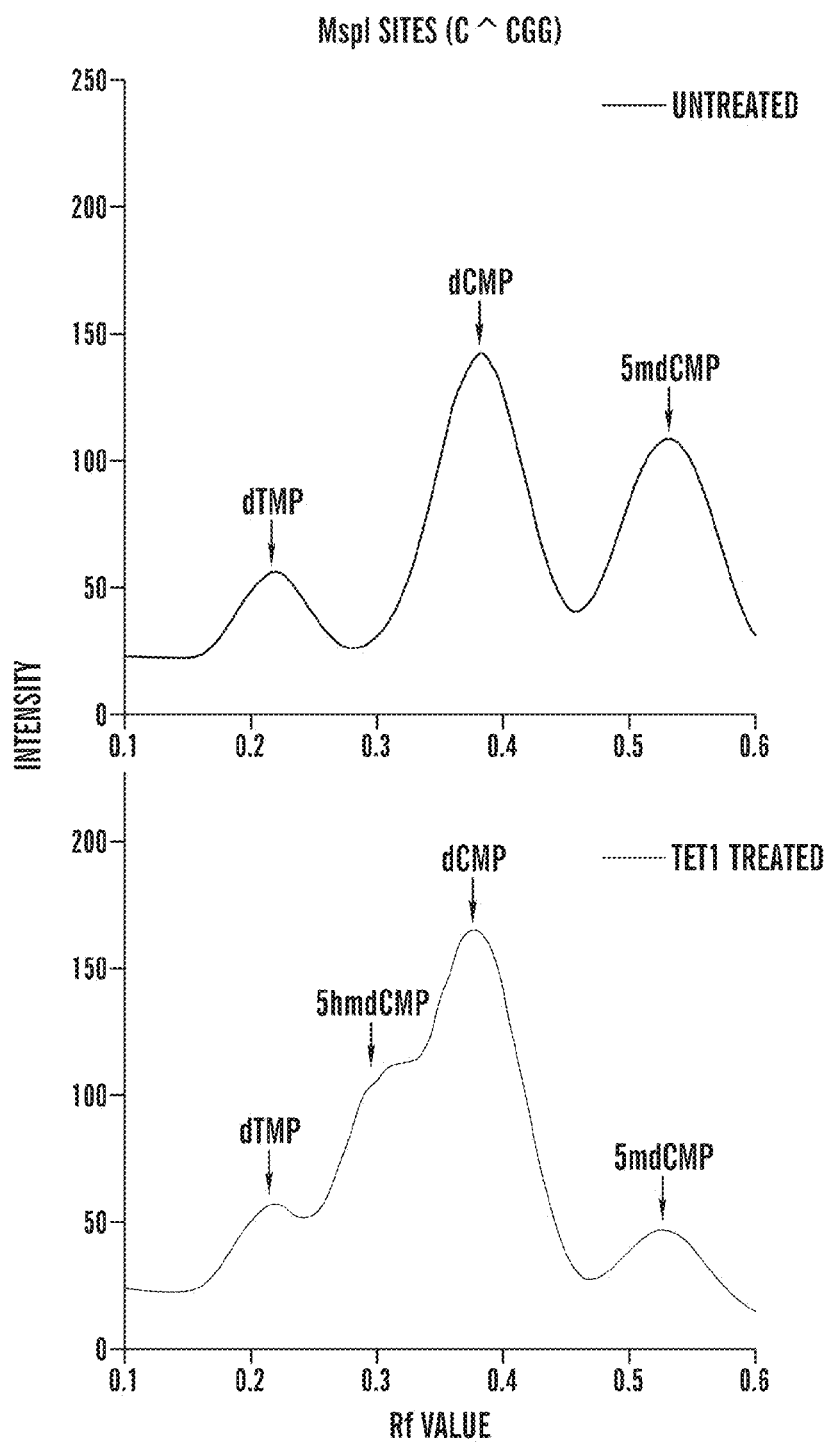 MspI SITES (C ^ CGG)
250
UNTREATED
200
dCMP
150
5mdCMP
100
dTMP
50
0
0.1 0.2 0.3 0.4 0.5 0.6
INTENSITY
200
dCMP
TET1 TREATED
150
5hmdCMP
100
dTMP
5mdCMP
50
0
0.1 0.2 0.3 0.4 0.5 0.6
Rf VALUE